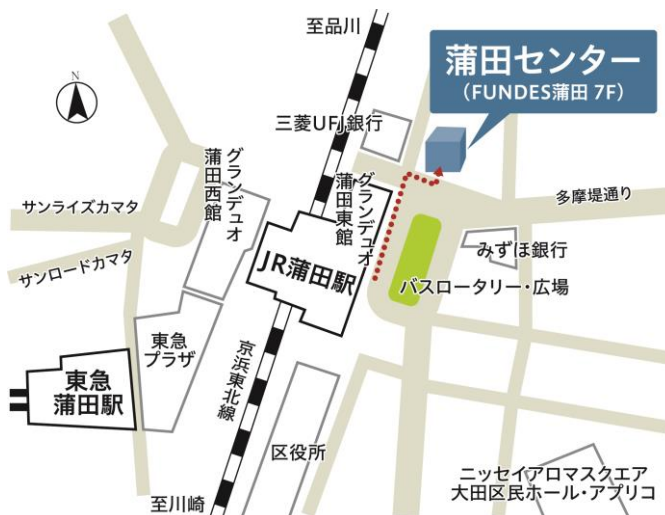 至品川
蒲田センター
（FUNDES蒲田 7F）
N
三菱UFJ銀行
グランデュオ
蒲田西館
グランデュオ
蒲田東館
サンライズカマタ
多摩堤通り
みずほ銀行
サンロードカマタ
JR蒲田駅
バスロータリー・広場
東急
プラザ
京浜東北線
東急
蒲田駅
区役所
ニッセイアロマスクエア
大田区民ホール・アプリコ
至川崎